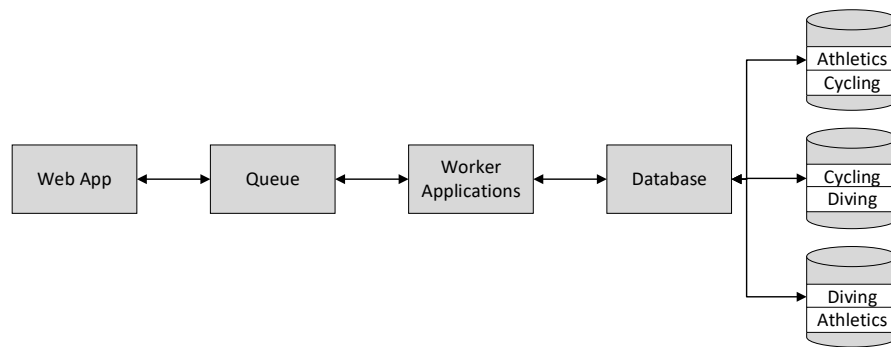 Web App
Queue
Worker
Applications
Database
Athletics
Cycling
Cycling
Diving
Diving
Athletics